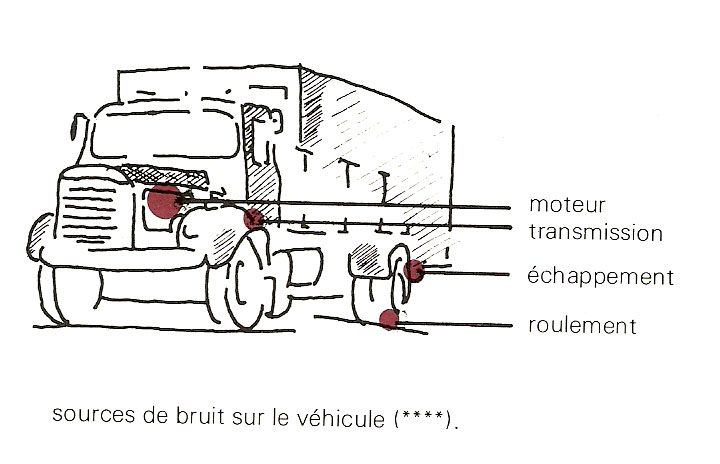 moteur
transmission
échappement
roulement
sources de bruit sur le véhicule (****).